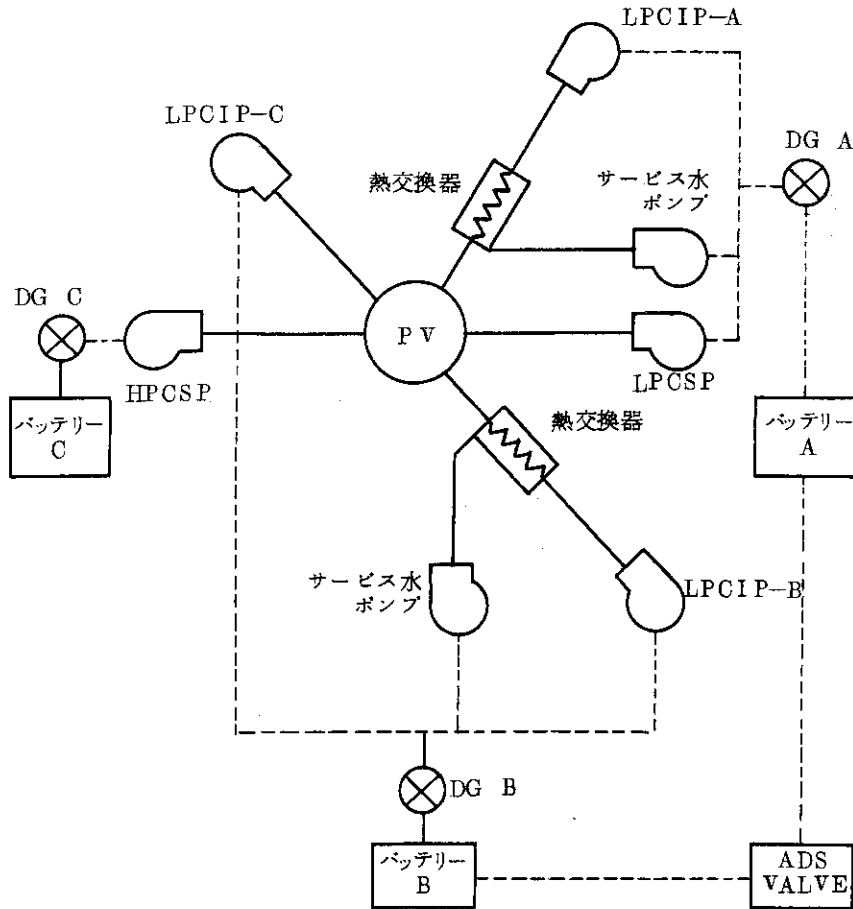 LPCIP-A
LPCIP-C
DG A
熱交換器
サービス水
ポンプ
DG C
PV
HPCSP
LPCSP
バッテリー
C
熱交換器
バッテリー
A
サービス水
ポンプ
LPCIP-B
DG B
バッテリー
B
ADS
VALVE